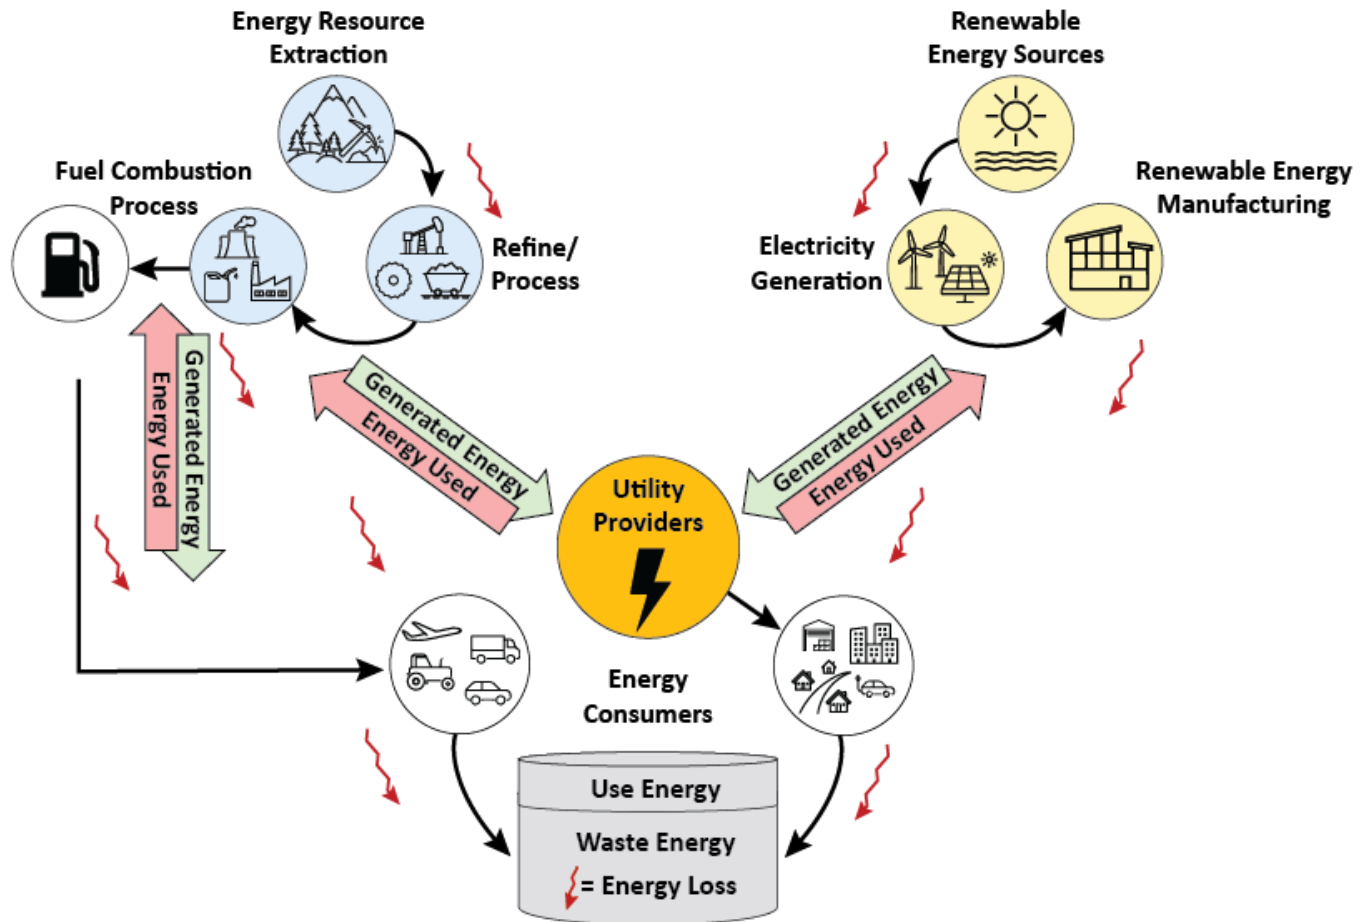 Energy Resource
Extraction
Renewable
Energy Sources
Fuel Combustion
Process
Renewable Energy
Manufacturing
Refine/
Process
Electricity
Generation
Energy Used
Generated Energy
Generated Energy
Energy Used
Generated Energy
Energy Used
Utility
Providers
Energy
Consumers
Use Energy
Waste Energy
= Energy Loss